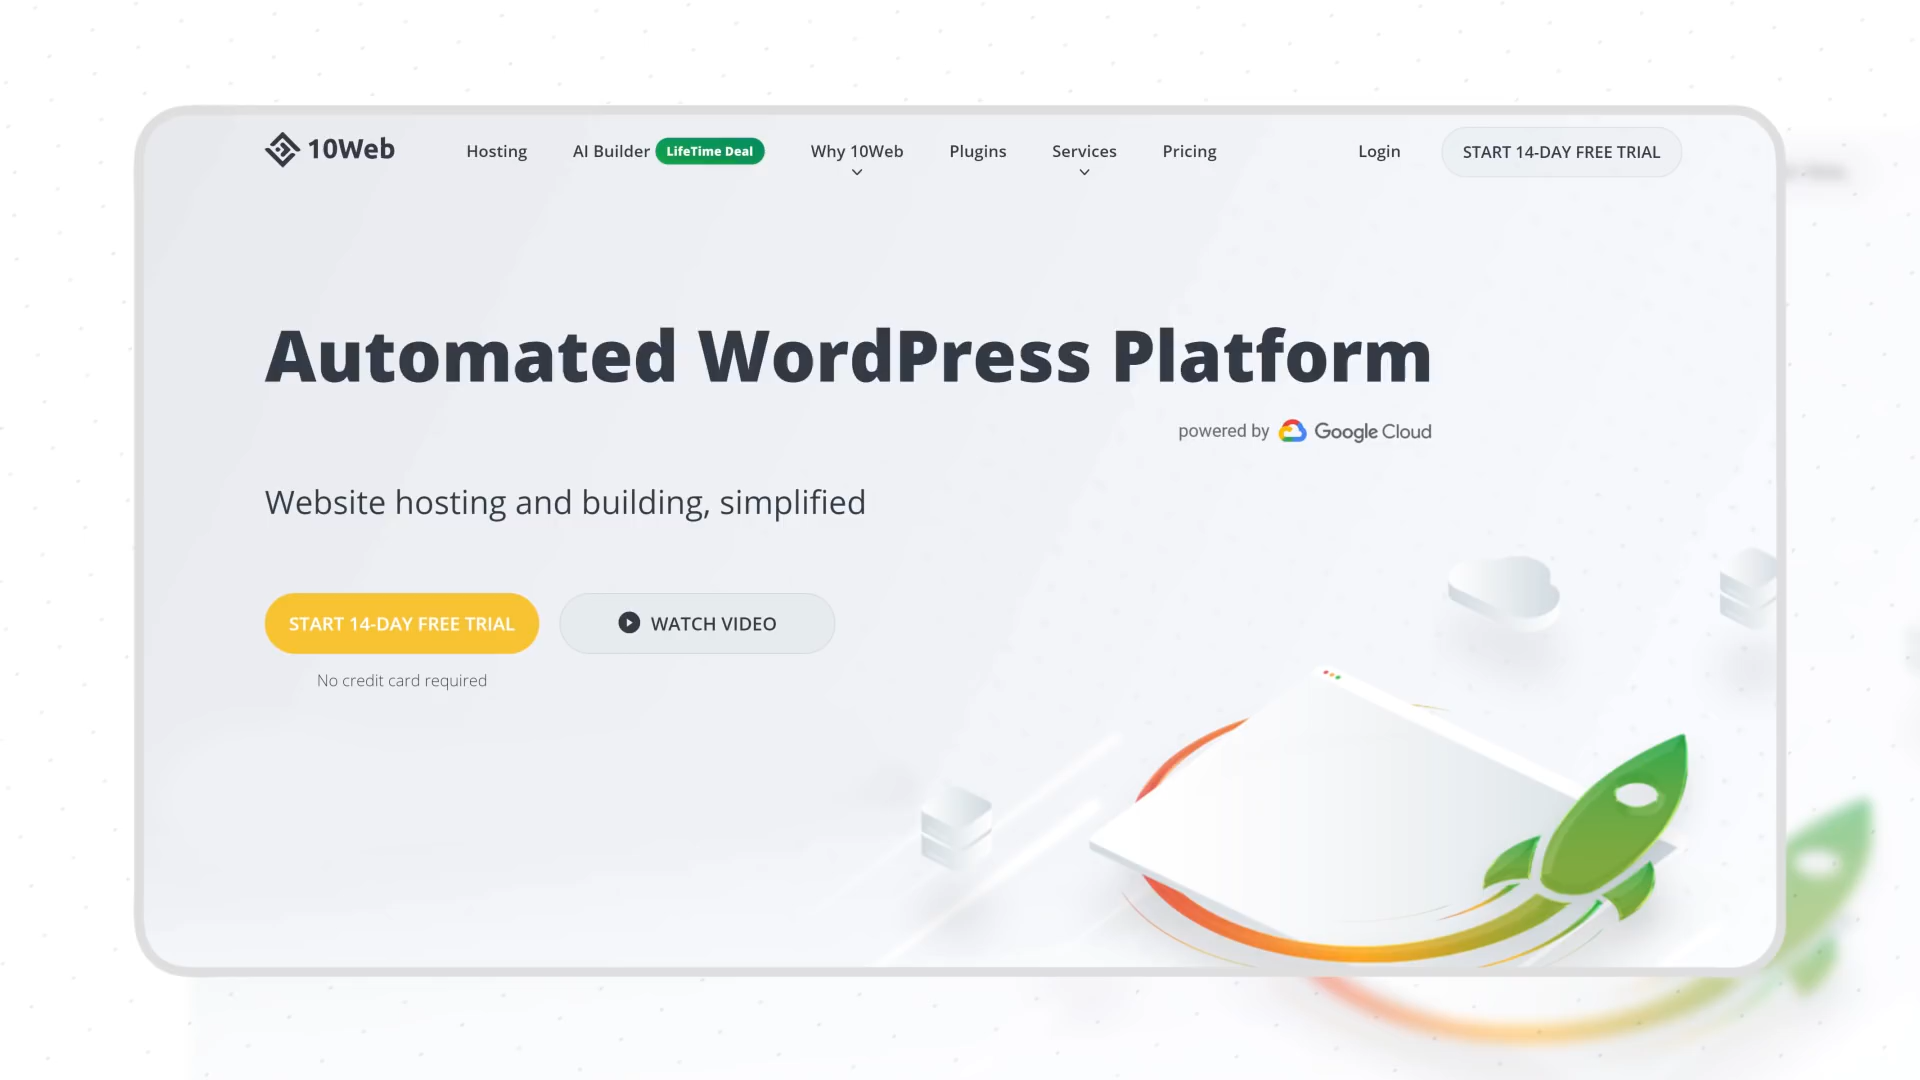 10Web
Hosting
AI Builder LifeTime Deal
Why 10Web
Plugins
Services
Pricing
Login
START 14-DAY FREE TRIAL
Automated WordPress Platform
powered by Google Cloud
Website hosting and building, simplified
START 14-DAY FREE TRIAL
WATCH VIDEO
No credit card required